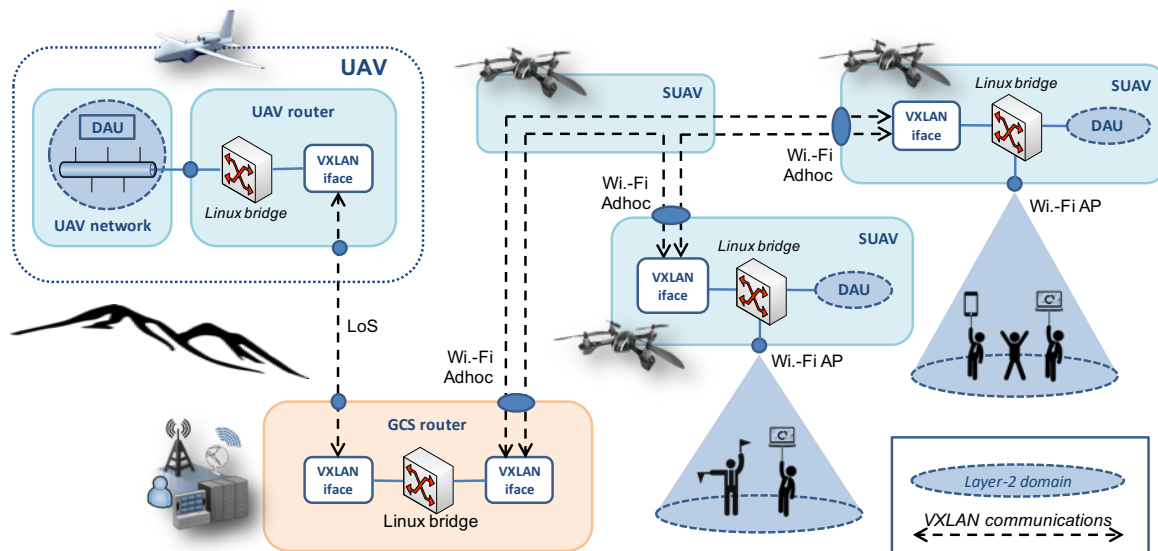 UAV
DAU
UAV network
UAV router
Linux bridge
VXLAN
iface
SUAV
SUAV
VXLAN
iface
Linux bridge
DAU
Wi.-Fi
Adhoc
Wi.-Fi AP
Wi.-Fi
Adhoc
SUAV
VXLAN
iface
Linux bridge
DAU
Wi.-Fi AP
LoS
Wi.-Fi
Adhoc
GCS router
VXLAN
iface
Linux bridge
VXLAN
iface
Layer-2 domain
VXLAN communications